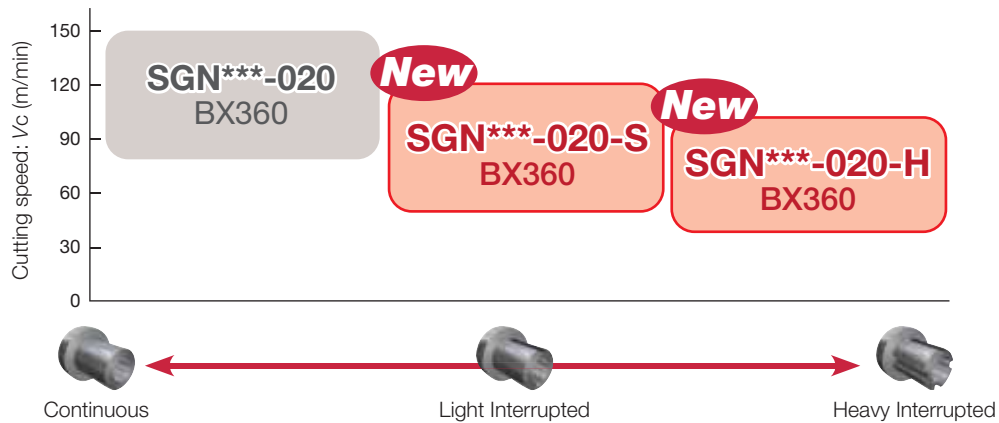 Cutting speed: Vc (m/min)
150
120
90
60
30
0
SGN***-020
BX360
New
SGN***-020-S
BX360
New
SGN***-020-H
BX360
Continuous
Light Interrupted
Heavy Interrupted